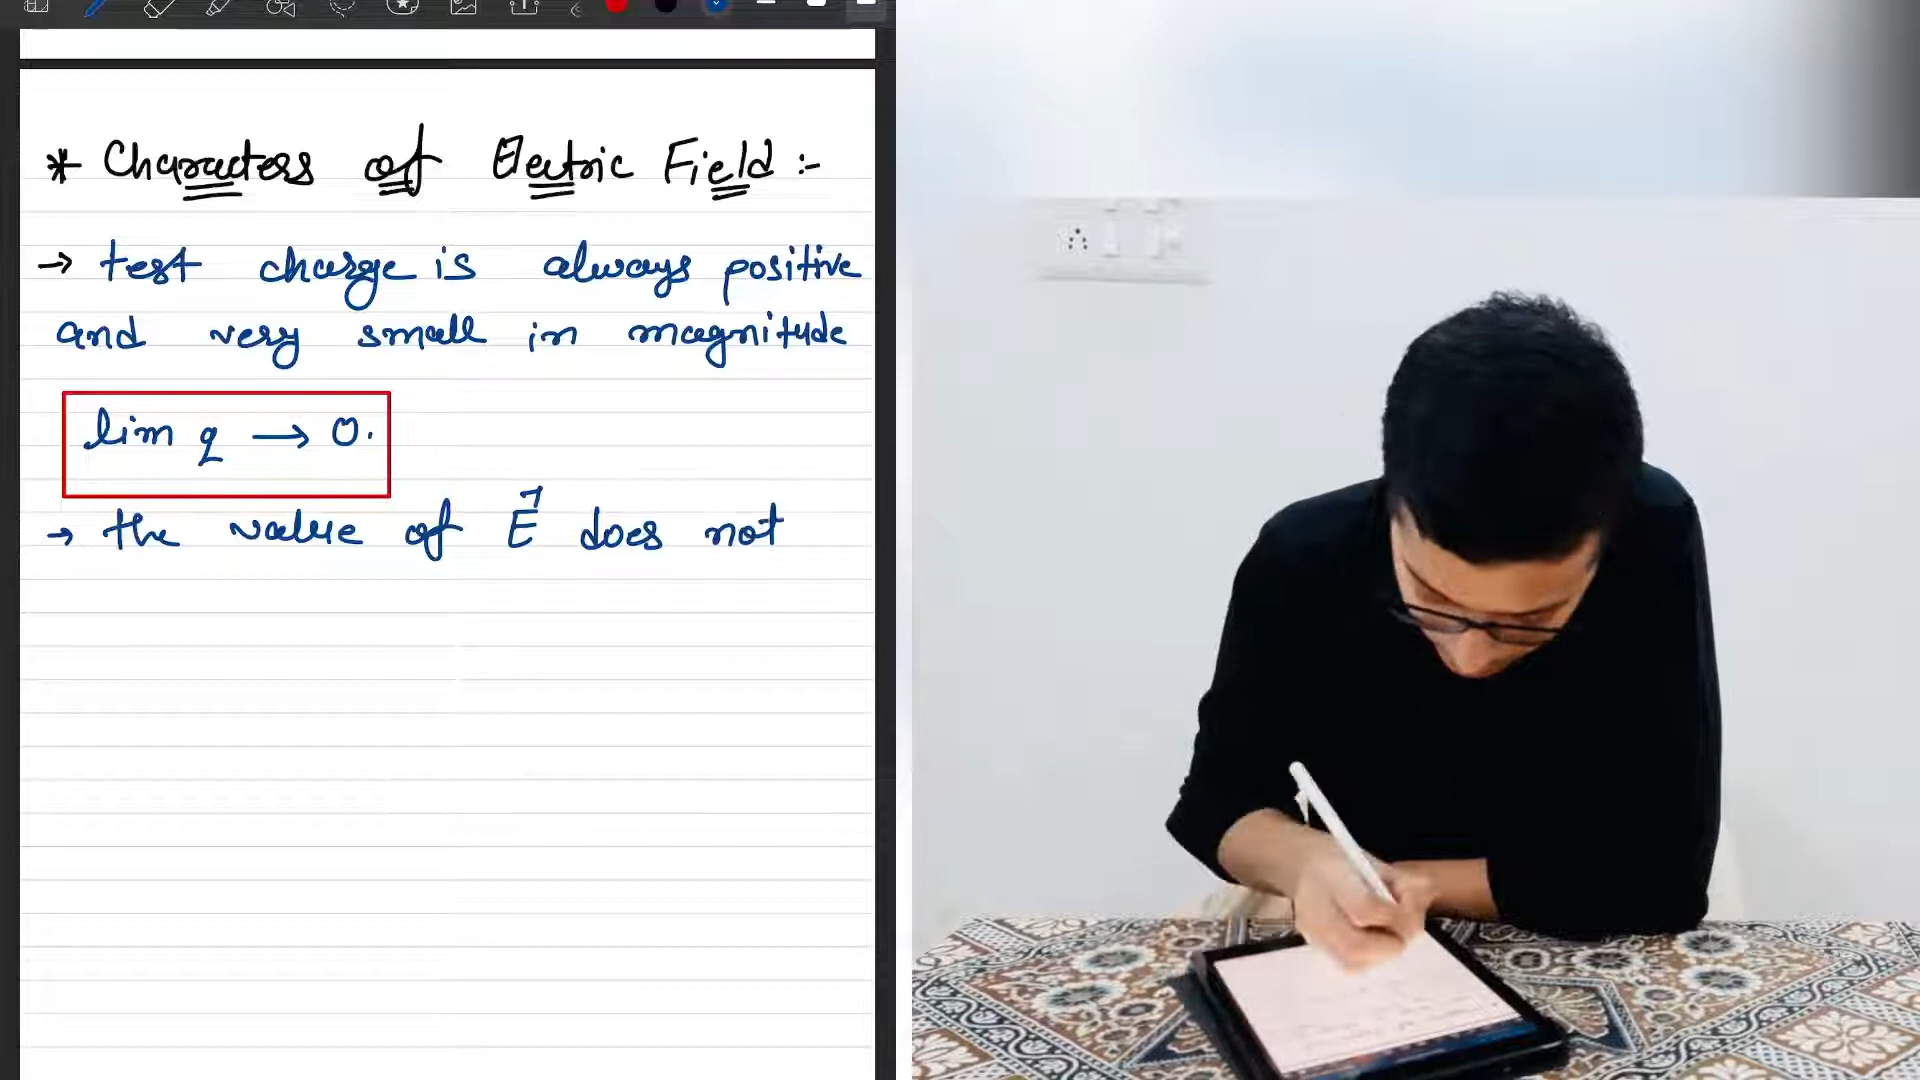 * Characters of Electric Field :-
→ test charge is always positive
and very small in magnitude
lim q → 0.
→ the value of E⃗ does not